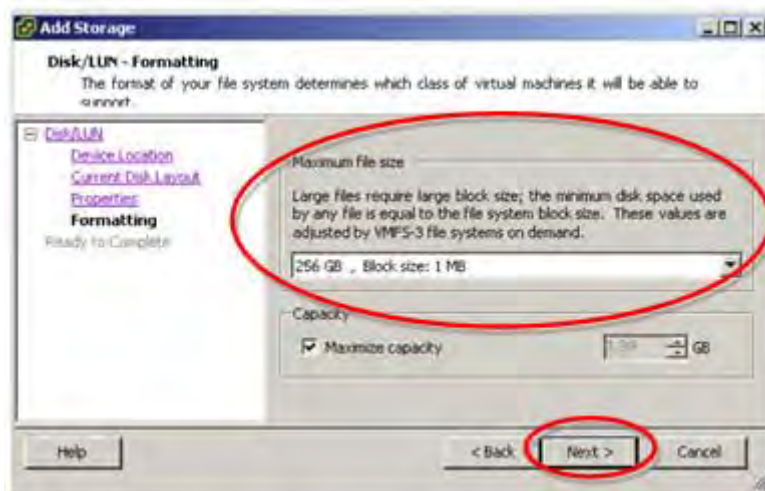 Add Storage
Disk/LUN - Formatting
The format of your file system determines which class of virtual machines it will be able to
support.
Disk/LUN
Device Location
Current Disk Layout
Properties
Formatting
Ready to Complete
Maximum file size
Large files require large block size; the minimum disk space used
by any file is equal to the file system block size. These values are
adjusted by VMFS-3 file systems on demand.
256 GB , Block size: 1 MB
Capacity
Maximize capacity
GB
Help
< Back
Next >
Cancel